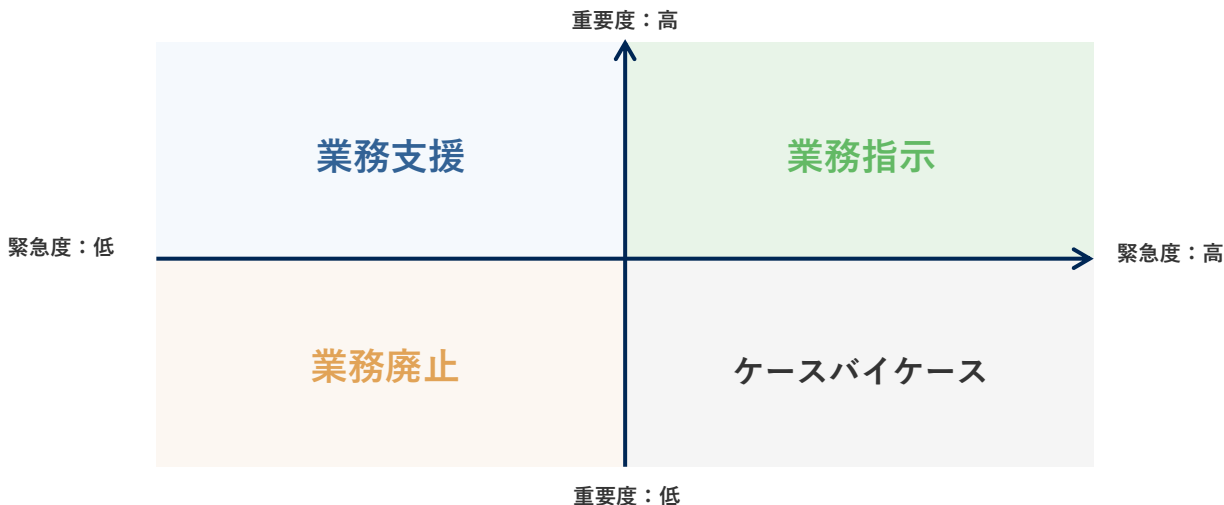 重要度：高
業務支援
業務指示
緊急度：低
緊急度：高
業務廃止
ケースバイケース
重要度：低